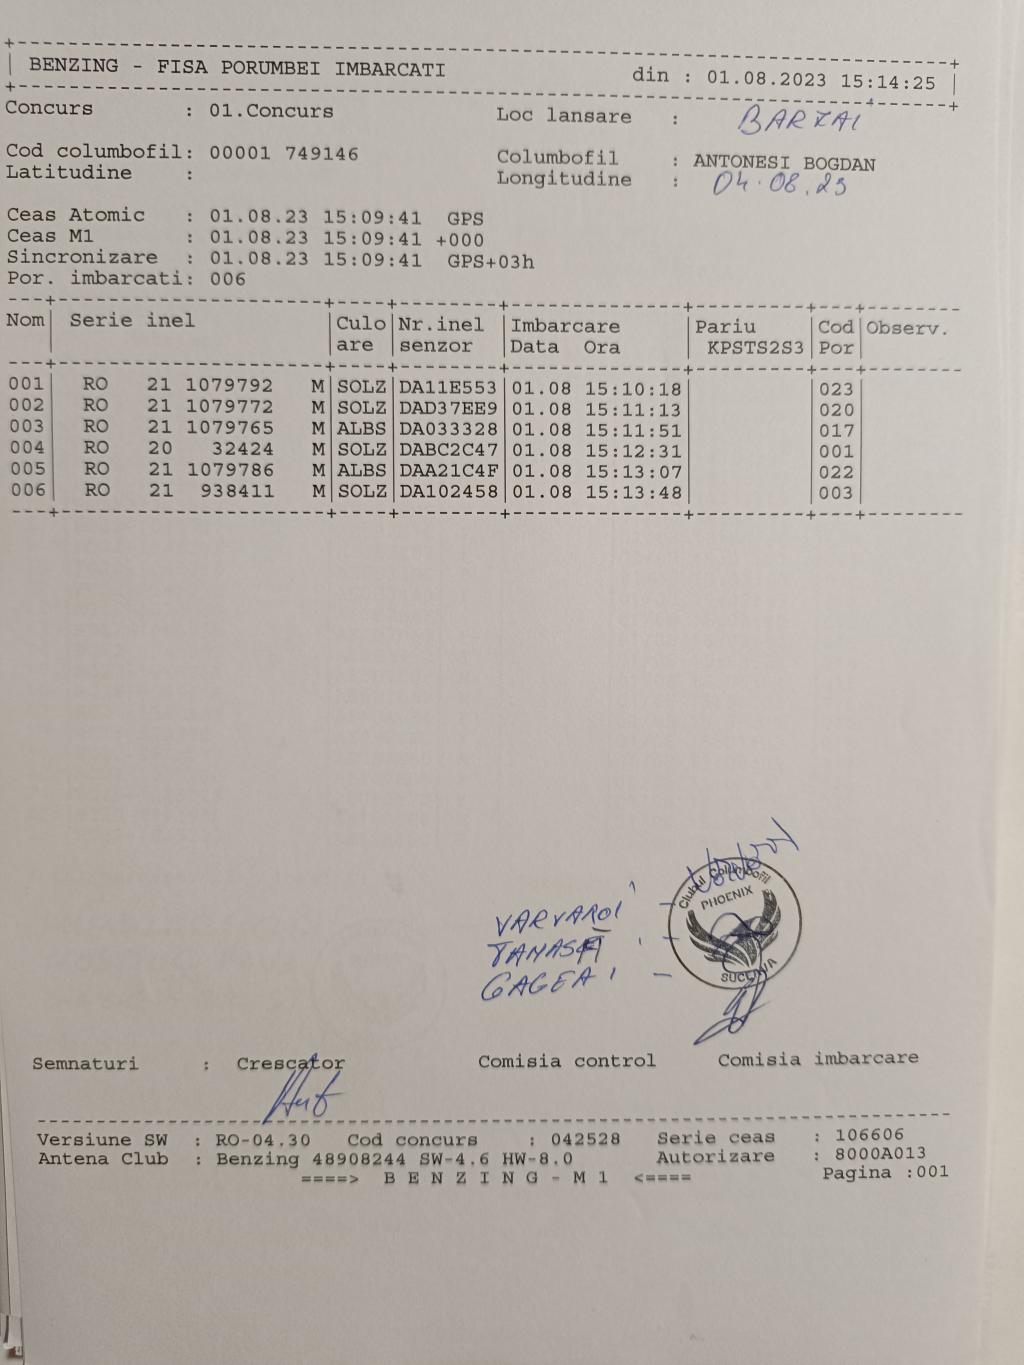 BENZING - FISA PORUMBEI IMBARCATI din : 01.08.2023 15:14:25
Concurs : 01.Concurs Loc lansare : BARZAI
Cod columbofil: 00001 749146 Columbofil : ANTONESI BOGDAN
Latitudine : Longitudine : 04.08.23
Ceas Atomic : 01.08.23 15:09:41 GPS
Ceas M1 : 01.08.23 15:09:41 +000
Sincronizare : 01.08.23 15:09:41 GPS+03h
Por. imbarcati: 006
Nom| Serie inel |Culo|Nr.inel |Imbarcare |Pariu |Cod|Observ.
| |are |senzor |Data Ora | KPSTS2S3|Por|
001| RO 21 1079792 M|SOLZ|DA11E553|01.08 15:10:18| |023|
002| RO 21 1079772 M|SOLZ|DAD37EE9|01.08 15:11:13| |020|
003| RO 21 1079765 M|ALBS|DA033328|01.08 15:11:51| |017|
004| RO 20 32424 M|SOLZ|DABC2C47|01.08 15:12:31| |001|
005| RO 21 1079786 M|ALBS|DAA21C4F|01.08 15:13:07| |022|
006| RO 21 938411 M|SOLZ|DA102458|01.08 15:13:48| |003|
Clubul Columbofil
PHOENIX
SUCEAVA
VARVAROI -
TANASĂ -
GAGEA -
Semnaturi : Crescator Comisia control Comisia imbarcare
Versiune SW : RO-04.30 Cod concurs : 042528 Serie ceas : 106606
Antena Club : Benzing 48908244 SW-4.6 HW-8.0 Autorizare : 8000A013
====> B E N Z I N G - M 1 <==== Pagina :001